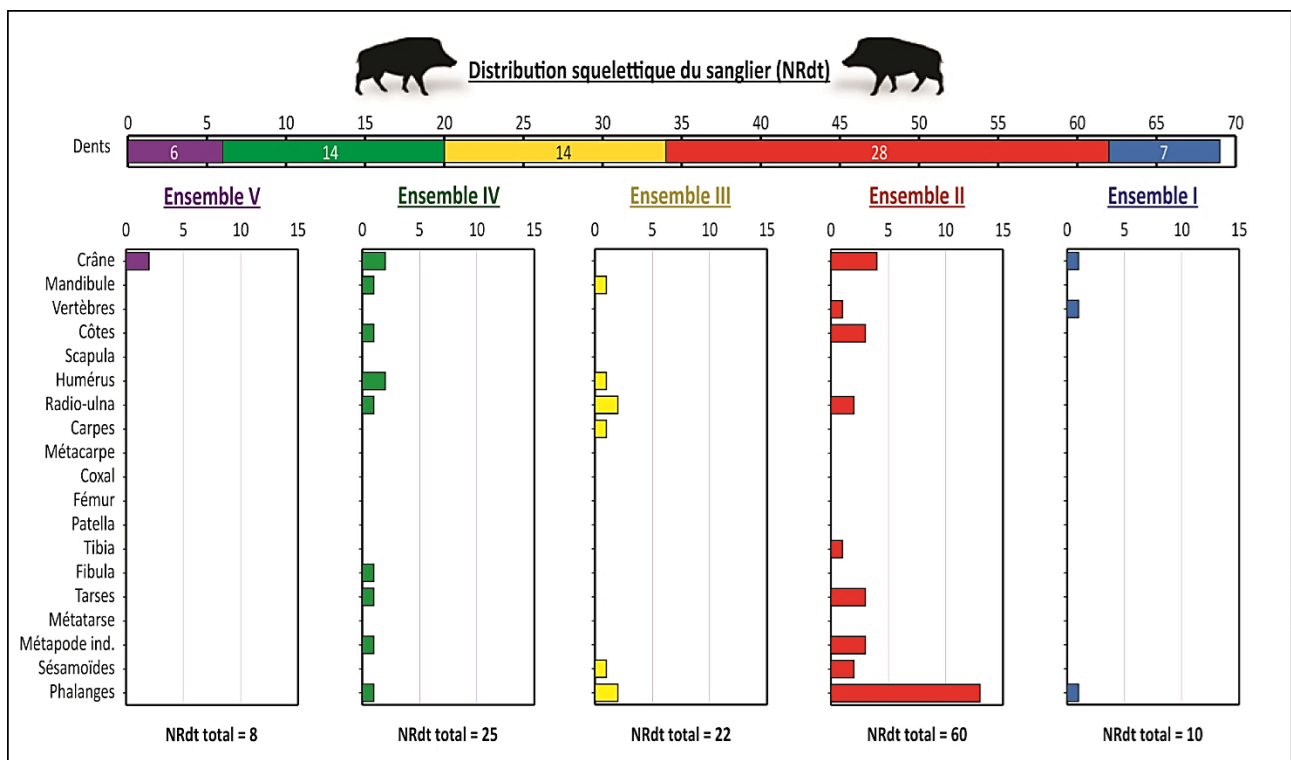 Distribution squelettique du sanglier (NRdt)
0 5 10 15 20 25 30 35 40 45 50 55 60 65 70
Dents 6 14 14 28 7
Ensemble V Ensemble IV Ensemble III Ensemble II Ensemble I
0 5 10 15 0 5 10 15 0 5 10 15 0 5 10 15 0 5 10 15
Crâne
Mandibule
Vertèbres
Côtes
Scapula
Humérus
Radio-ulna
Carpes
Métacarpe
Coxal
Fémur
Patella
Tibia
Fibula
Tarses
Métatarse
Métapode ind.
Sésamoïdes
Phalanges
NRdt total = 8 NRdt total = 25 NRdt total = 22 NRdt total = 60 NRdt total = 10